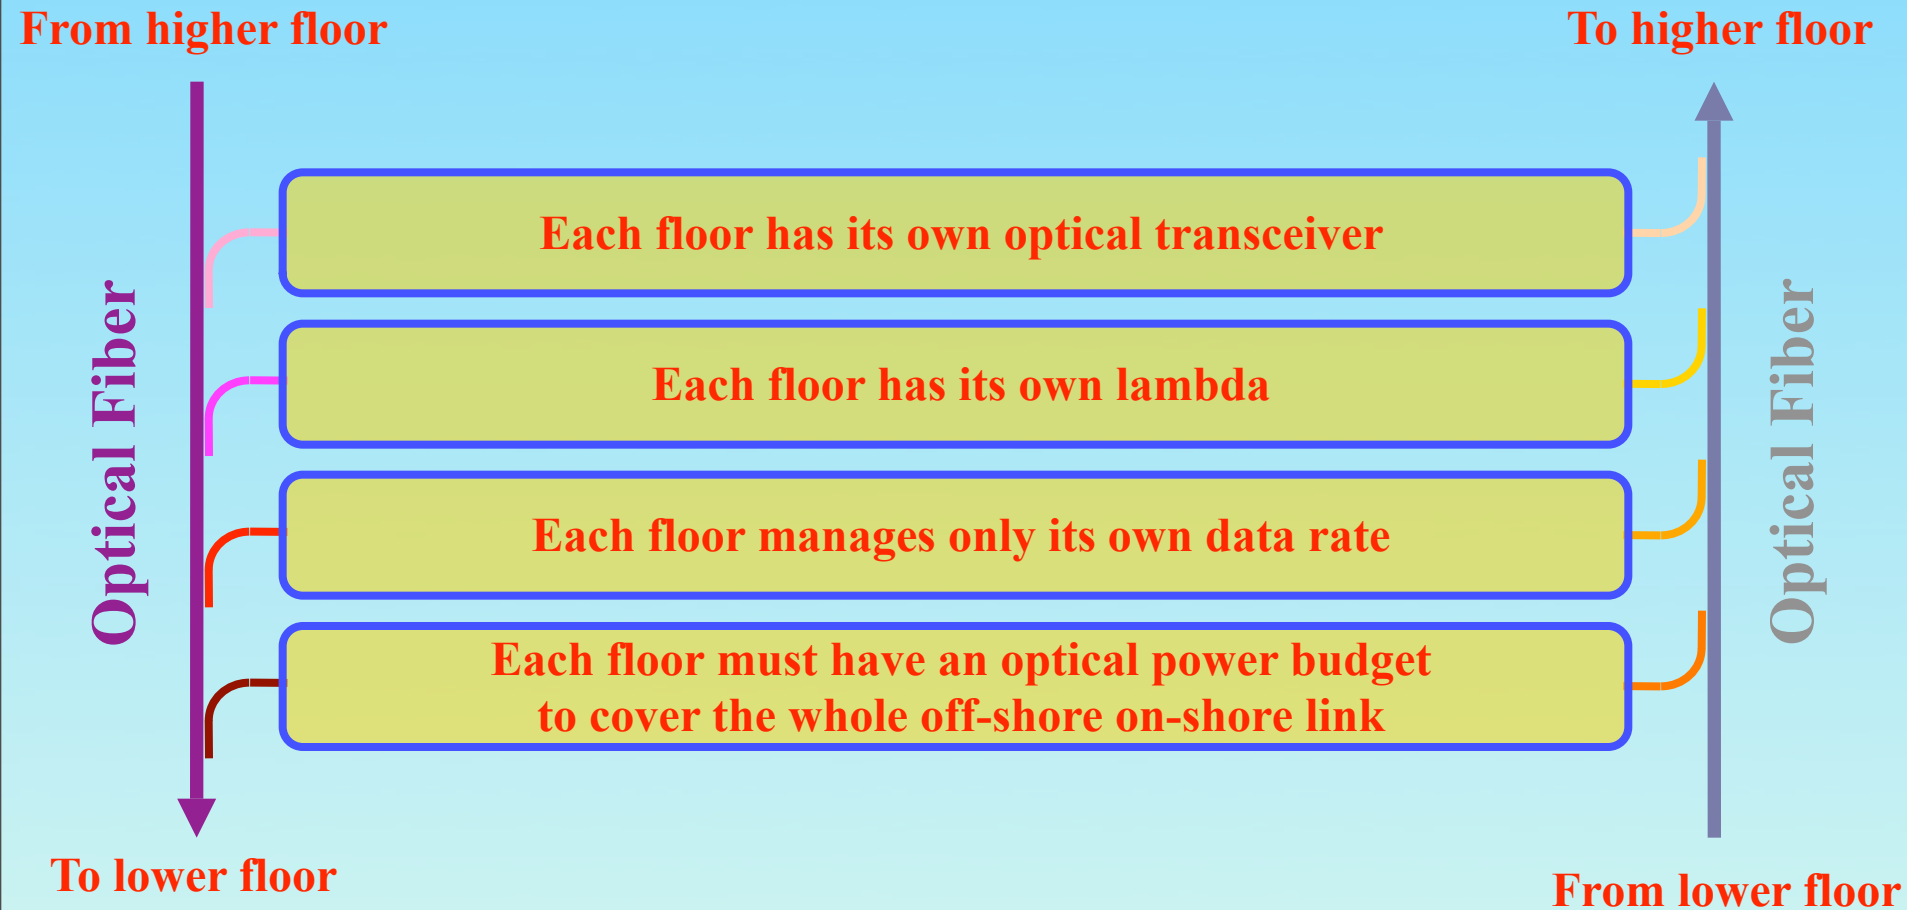 From higher floor
To higher floor
Each floor has its own optical transceiver
Each floor has its own lambda
Optical Fiber
Optical Fiber
Each floor manages only its own data rate
Each floor must have an optical power budget
to cover the whole off-shore on-shore link
To lower floor
From lower floor